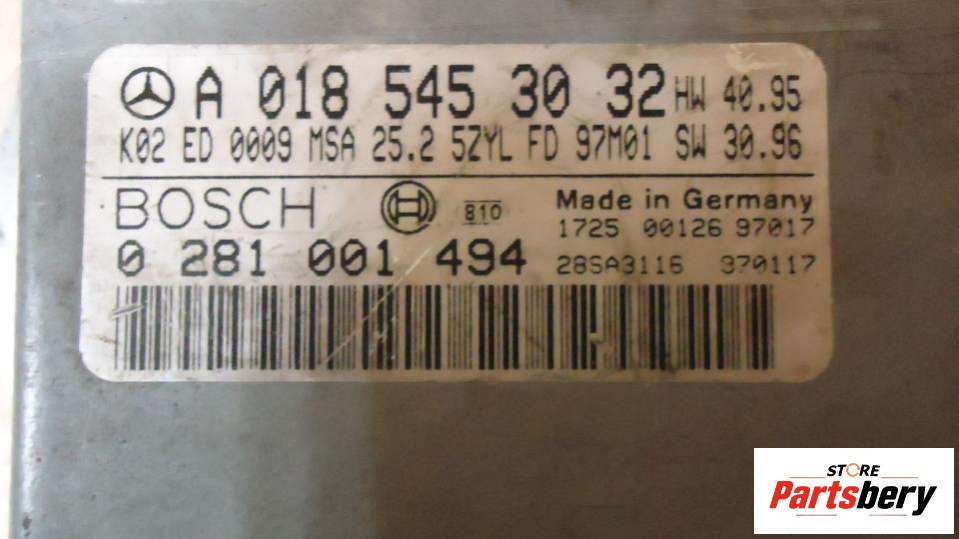 A 018 545 30 32 HW 40.95
K02 ED 0009 MSA 25.2 5ZYL FD 97M01 SW 30.96
BOSCH 810 Made in Germany
1725 00126 97017
0 281 001 494 28SA3116 970117
STORE
Partsbery